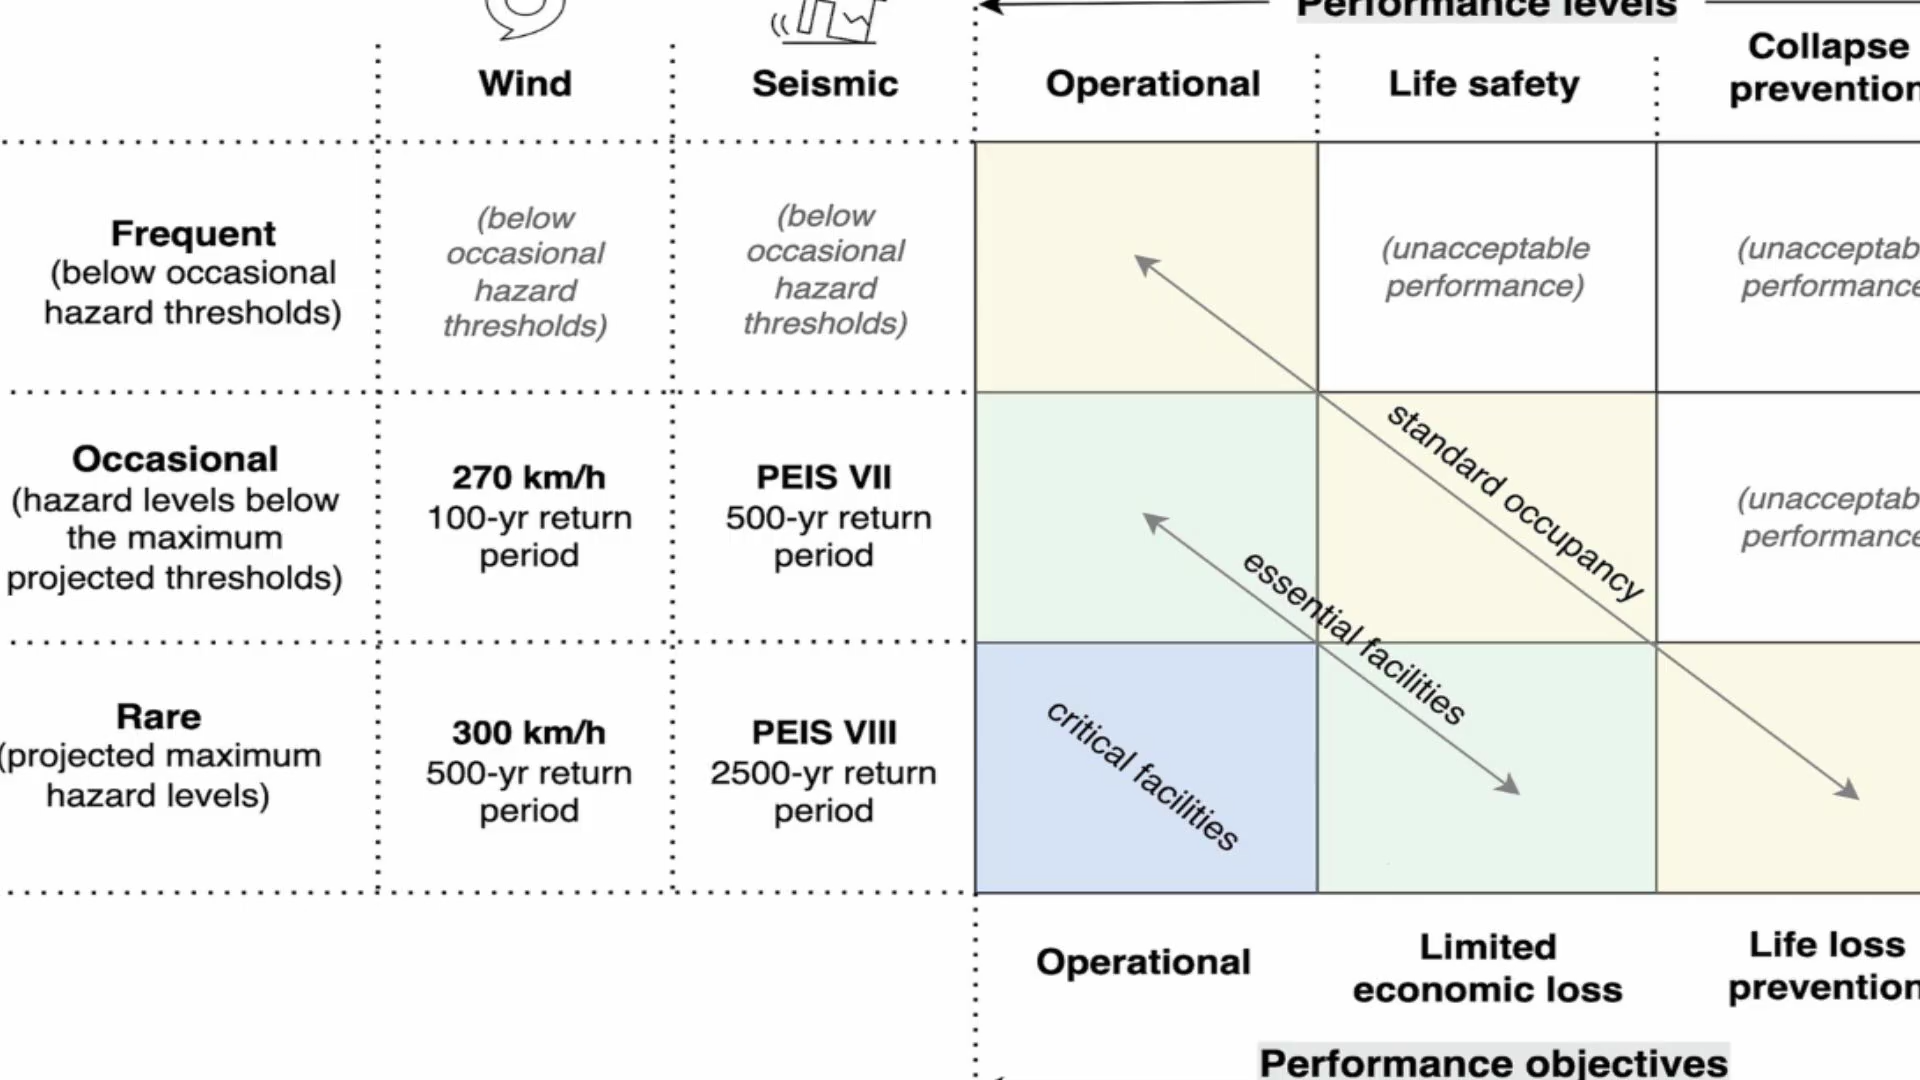 Performance levels
Wind
Seismic
Operational
Life safety
Collapse
prevention
Frequent
(below occasional
hazard thresholds)
(below
occasional
hazard
thresholds)
(below
occasional
hazard
thresholds)
(unacceptable
performance)
(unacceptab
performance
Occasional
(hazard levels below
the maximum
projected thresholds)
270 km/h
100-yr return
period
PEIS VII
500-yr return
period
standard occupancy
(unacceptab
performance
essential facilities
Rare
(projected maximum
hazard levels)
300 km/h
500-yr return
period
PEIS VIII
2500-yr return
period
critical facilities
Operational
Limited
economic loss
Life loss
prevention
Performance objectives